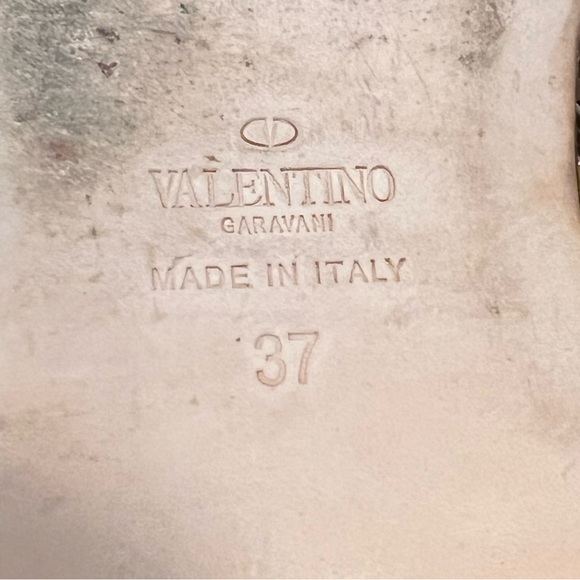 VALENTINO
GARAVANI
MADE IN ITALY
37